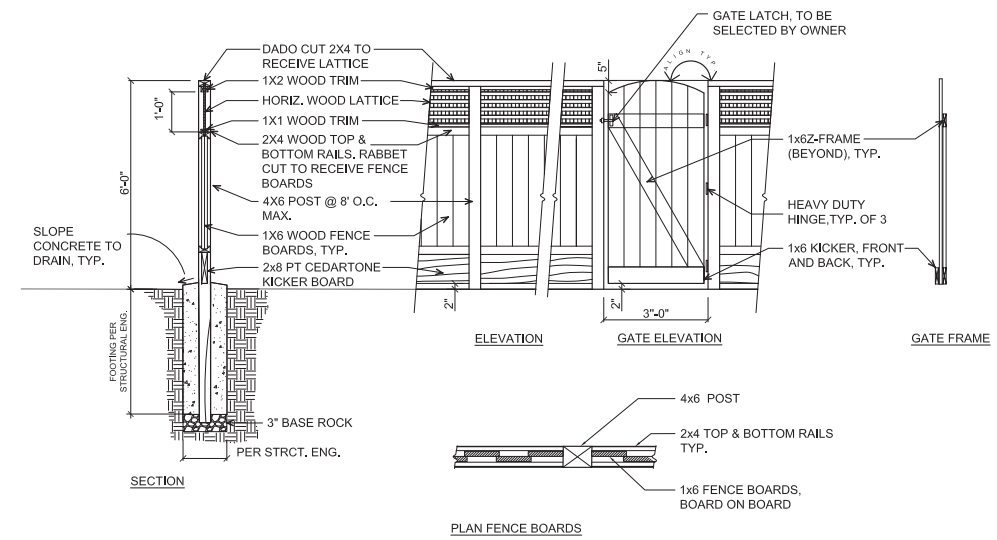 GATE LATCH, TO BE
SELECTED BY OWNER
DADO CUT 2X4 TO
RECEIVE LATTICE
1X2 WOOD TRIM
HORIZ. WOOD LATTICE
1X1 WOOD TRIM
2X4 WOOD TOP &
BOTTOM RAILS. RABBET
CUT TO RECEIVE FENCE
BOARDS
4X6 POST @ 8' O.C.
MAX.
1X6 WOOD FENCE
BOARDS, TYP.
2x8 PT CEDARTONE
KICKER BOARD
1'-0"
6'-0"
SLOPE
CONCRETE TO
DRAIN, TYP.
FOOTING PER
STRUCTURAL ENG.
3" BASE ROCK
PER STRCT. ENG.
SECTION
5"
ALIGN TYP
1x6Z-FRAME
(BEYOND), TYP.
HEAVY DUTY
HINGE,TYP. OF 3
1x6 KICKER, FRONT
AND BACK, TYP.
2"
2"
3"-0"
ELEVATION
GATE ELEVATION
GATE FRAME
4x6 POST
2x4 TOP & BOTTOM RAILS
TYP.
1x6 FENCE BOARDS,
BOARD ON BOARD
PLAN FENCE BOARDS